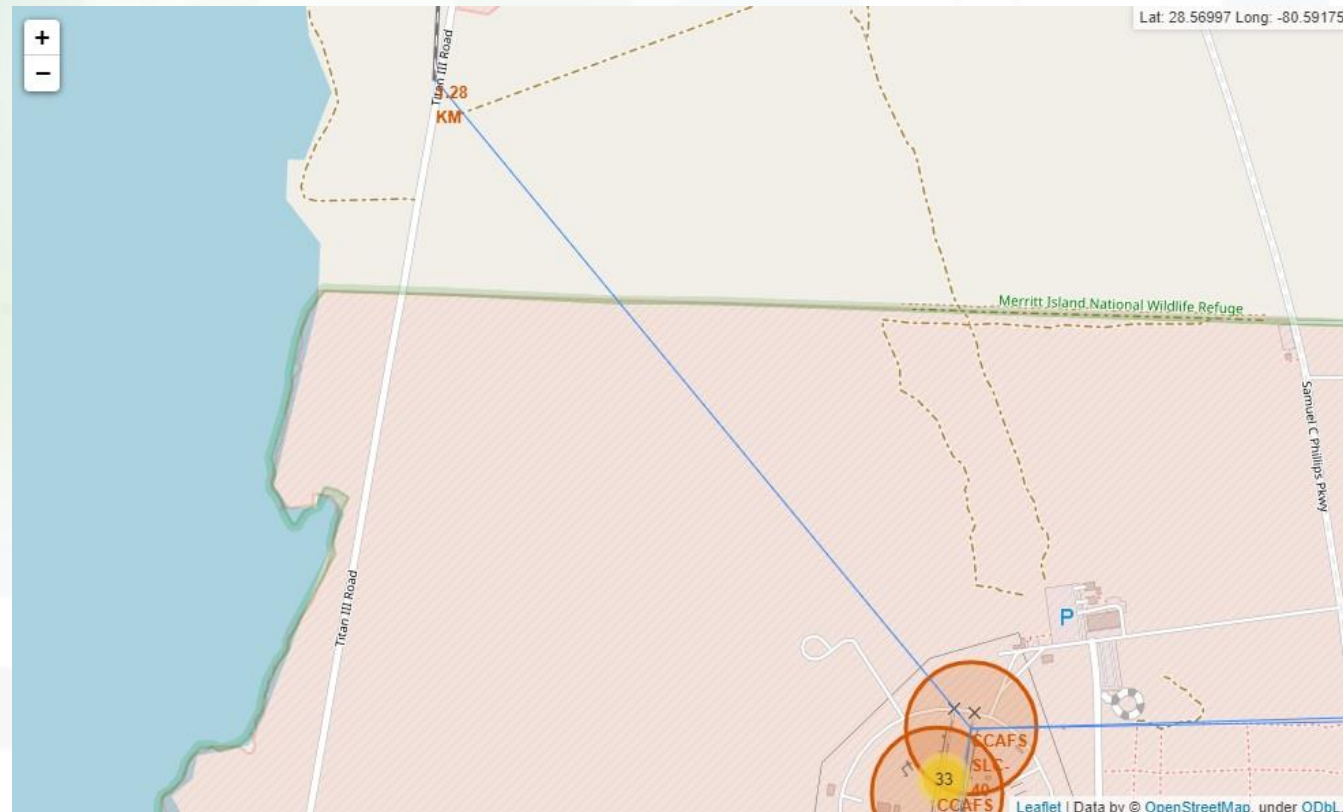 +
−
Lat: 28.56997 Long: -80.59175
Titan III Road
1.28
KM
Merritt Island National Wildlife Refuge
Samuel C Phillips Pkwy
Titan III Road
P
CCAFS
SLC-
40
33
CCAFS
Leaflet | Data by © OpenStreetMap, under ODbL